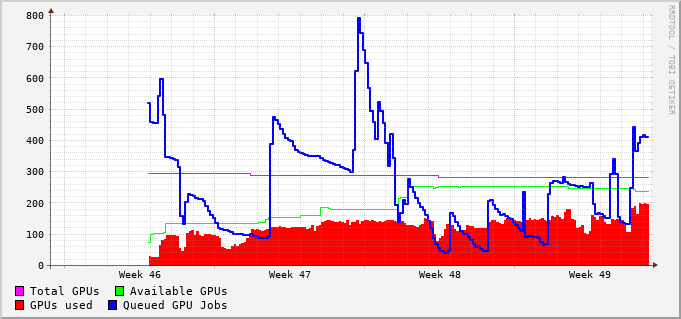 800
700
600
500
400
300
200
100
0
Week 46 Week 47 Week 48 Week 49
Total GPUs Available GPUs
GPUs used Queued GPU Jobs
RRDTOOL / TOBI OETIKER